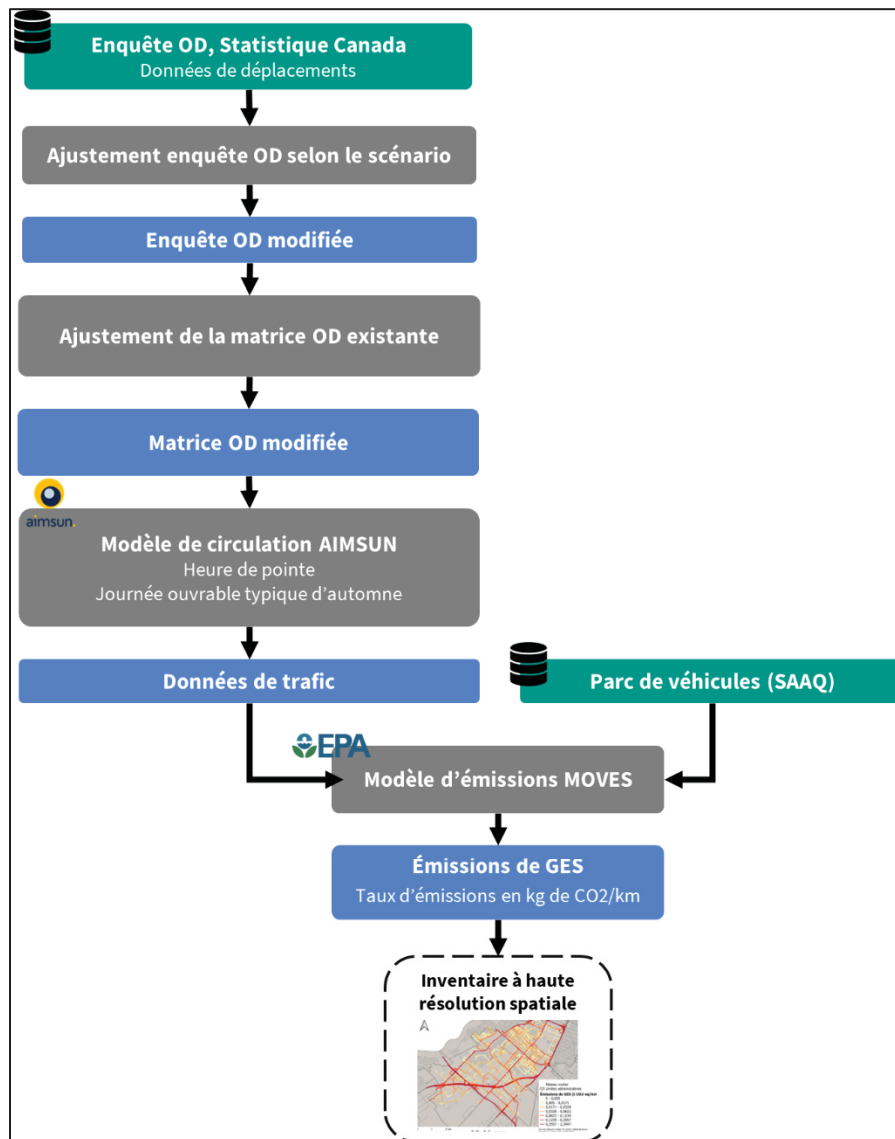 Enquête OD, Statistique Canada
Données de déplacements
Ajustement enquête OD selon le scénario
Enquête OD modifiée
Ajustement de la matrice OD existante
Matrice OD modifiée
aimsun.
Modèle de circulation AIMSUN
Heure de pointe
Journée ouvrable typique d'automne
Données de trafic
Parc de véhicules (SAAQ)
EPA
Modèle d'émissions MOVES
Émissions de GES
Taux d'émissions en kg de CO2/km
Inventaire à haute
résolution spatiale